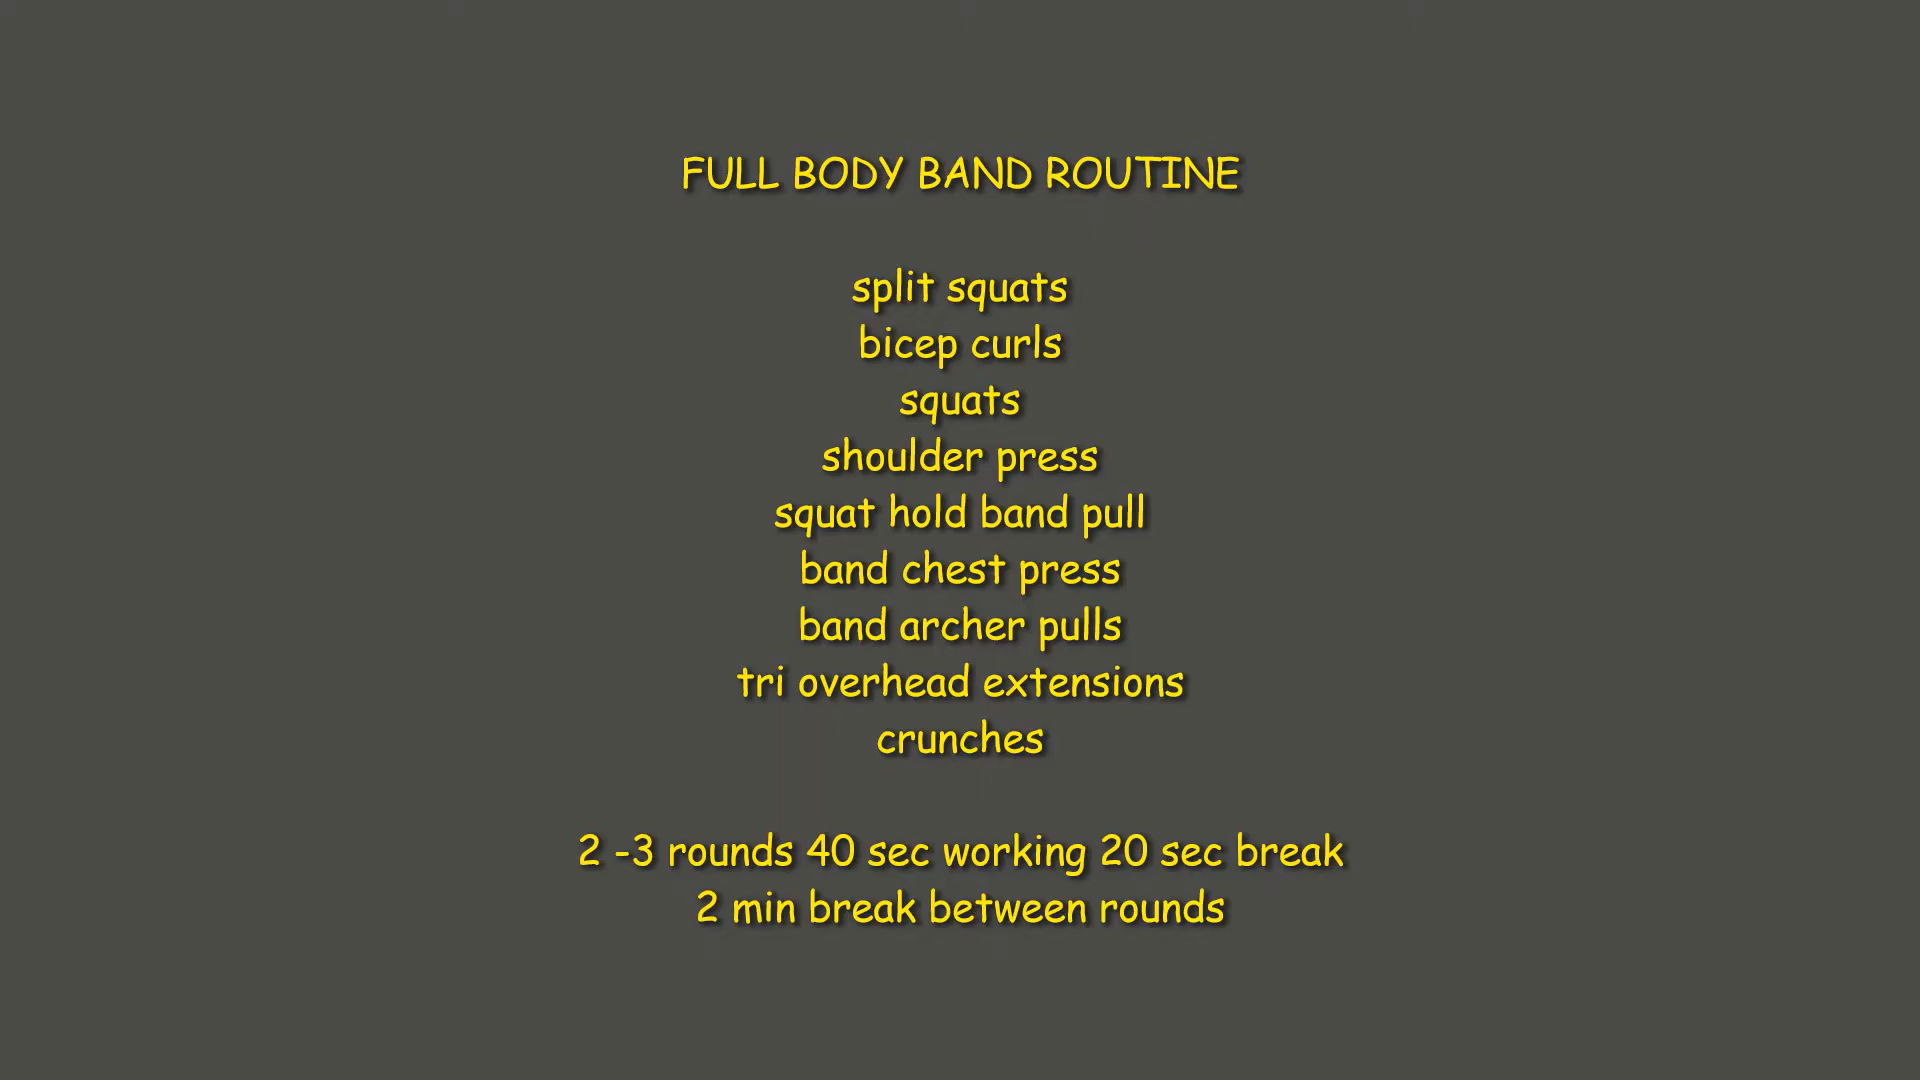 FULL BODY BAND ROUTINE
split squats
bicep curls
squats
shoulder press
squat hold band pull
band chest press
band archer pulls
tri overhead extensions
crunches
2 -3 rounds 40 sec working 20 sec break
2 min break between rounds